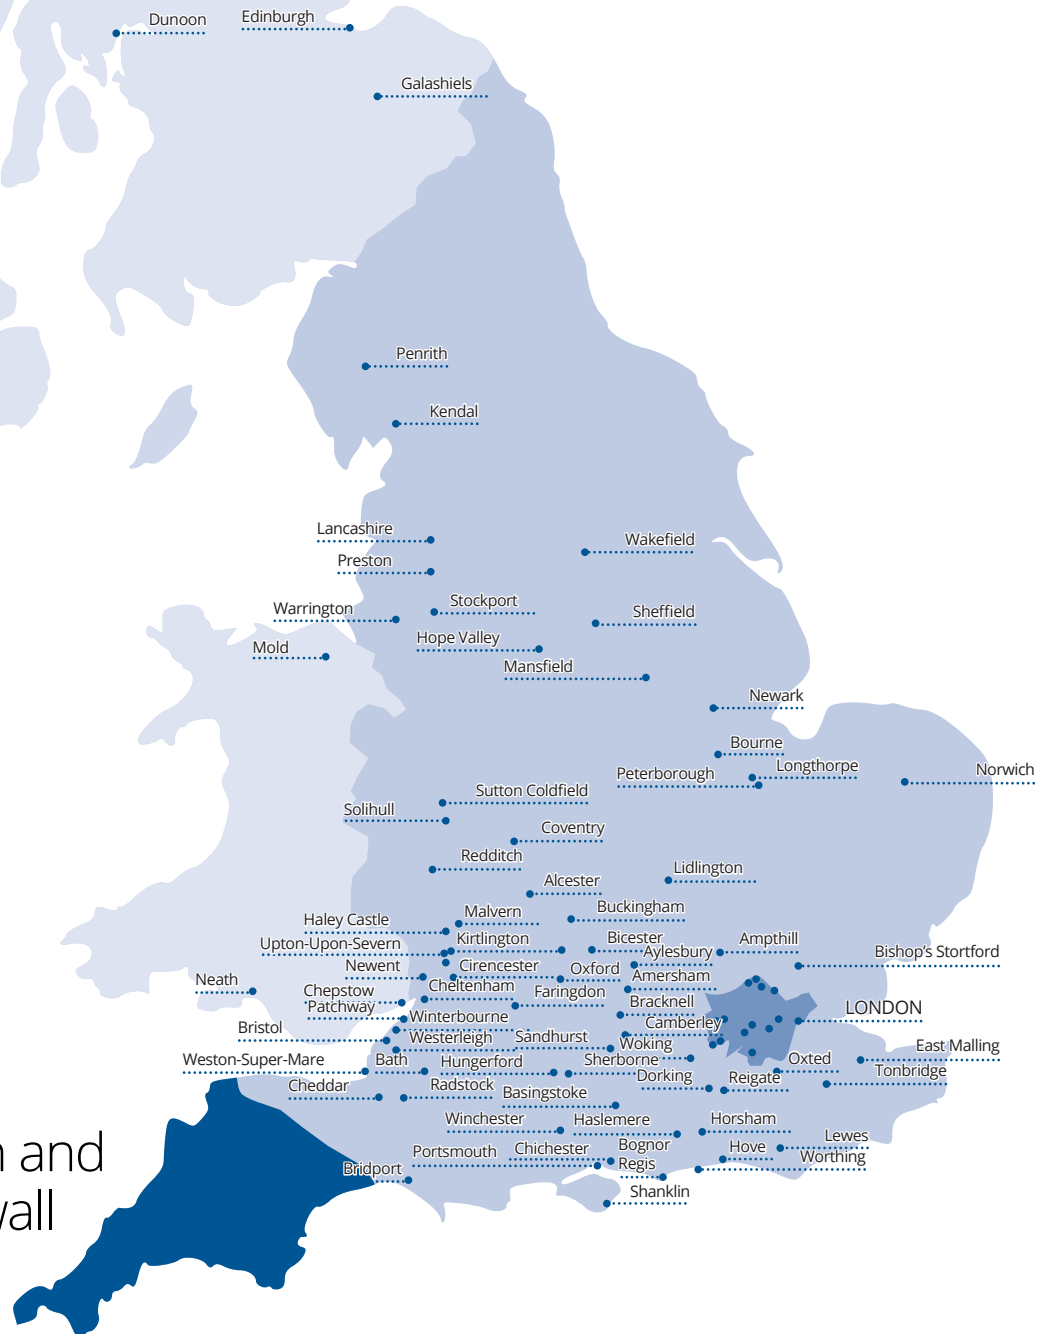 Dunoon
Edinburgh
Galashiels
Penrith
Kendal
Lancashire
Wakefield
Preston
Stockport
Warrington
Sheffield
Hope Valley
Mold
Mansfield
Newark
Bourne
Longthorpe
Peterborough
Norwich
Sutton Coldfield
Solihull
Coventry
Redditch
Lidlington
Alcester
Buckingham
Malvern
Haley Castle
Kirtlington
Bicester
Ampthill
Upton-Upon-Severn
Aylesbury
Bishop's Stortford
Newent
Cirencester
Oxford
Amersham
Neath
Cheltenham
Chepstow
Faringdon
Bracknell
Patchway
LONDON
Winterbourne
Camberley
Bristol
Westerleigh
Sandhurst
Woking
East Malling
Weston-Super-Mare
Bath
Hungerford
Sherborne
Oxted
Dorking
Reigate
Tonbridge
Cheddar
Radstock
Basingstoke
Winchester
Haslemere
Horsham
Lewes
Portsmouth
Chichester
Bognor
Regis
Hove
Worthing
Bridport
Shanklin
and